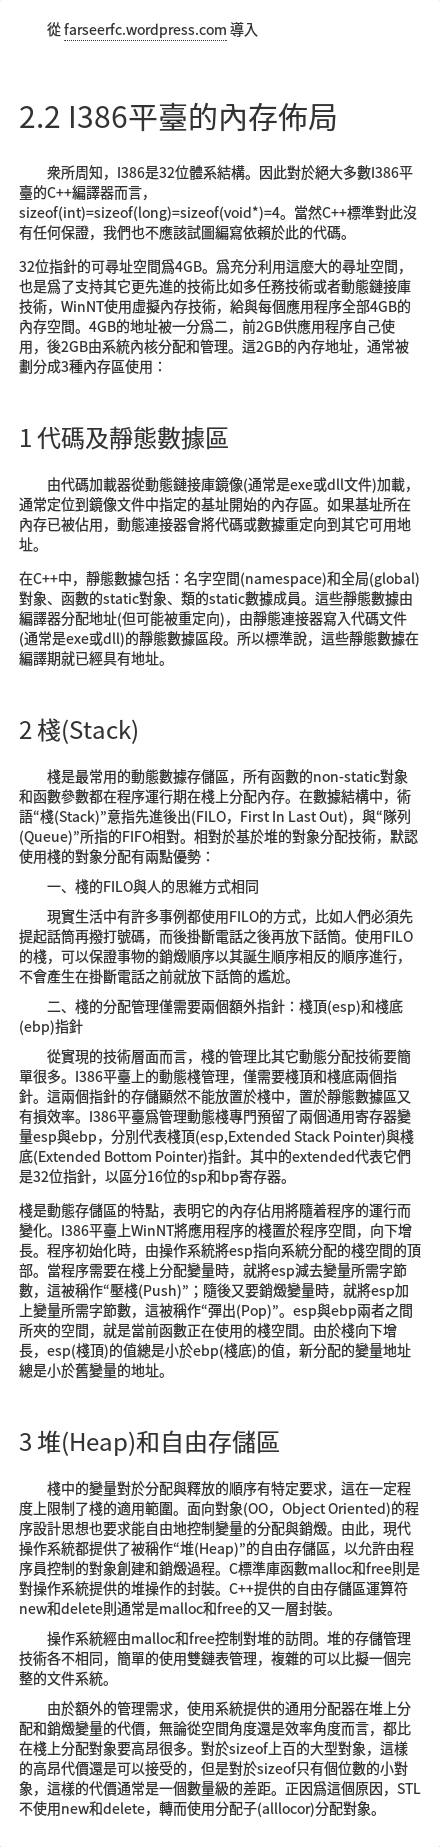 從 farseerfc.wordpress.com 導入
2.2 I386平臺的內存佈局
衆所周知，I386是32位體系結構。因此對於絕大多數I386平
臺的C++編譯器而言，
sizeof(int)=sizeof(long)=sizeof(void*)=4。當然C++標準對此沒
有任何保證，我們也不應該試圖編寫依賴於此的代碼。
32位指針的可尋址空間爲4GB。爲充分利用這麼大的尋址空間，
也是爲了支持其它更先進的技術比如多任務技術或者動態鏈接庫
技術，WinNT使用虛擬內存技術，給與每個應用程序全部4GB的
內存空間。4GB的地址被一分爲二，前2GB供應用程序自己使
用，後2GB由系統內核分配和管理。這2GB的內存地址，通常被
劃分成3種內存區使用：
1 代碼及靜態數據區
由代碼加載器從動態鏈接庫鏡像(通常是exe或dll文件)加載，
通常定位到鏡像文件中指定的基址開始的內存區。如果基址所在
內存已被佔用，動態連接器會將代碼或數據重定向到其它可用地
址。
在C++中，靜態數據包括：名字空間(namespace)和全局(global)
對象、函數的static對象、類的static數據成員。這些靜態數據由
編譯器分配地址(但可能被重定向)，由靜態連接器寫入代碼文件
(通常是exe或dll)的靜態數據區段。所以標準說，這些靜態數據在
編譯期就已經具有地址。
2 棧(Stack)
棧是最常用的動態數據存儲區，所有函數的non-static對象
和函數參數都在程序運行期在棧上分配內存。在數據結構中，術
語“棧(Stack)”意指先進後出(FILO，First In Last Out)，與“隊列
(Queue)”所指的FIFO相對。相對於基於堆的對象分配技術，默認
使用棧的對象分配有兩點優勢：
一、棧的FILO與人的思維方式相同
現實生活中有許多事例都使用FILO的方式，比如人們必須先
提起話筒再撥打號碼，而後掛斷電話之後再放下話筒。使用FILO
的棧，可以保證事物的銷燬順序以其誕生順序相反的順序進行，
不會產生在掛斷電話之前就放下話筒的尷尬。
二、棧的分配管理僅需要兩個額外指針：棧頂(esp)和棧底
(ebp)指針
從實現的技術層面而言，棧的管理比其它動態分配技術要簡
單很多。I386平臺上的動態棧管理，僅需要棧頂和棧底兩個指
針。這兩個指針的存儲顯然不能放置於棧中，置於靜態數據區又
有損效率。I386平臺爲管理動態棧專門預留了兩個通用寄存器變
量esp與ebp，分別代表棧頂(esp,Extended Stack Pointer)與棧
底(Extended Bottom Pointer)指針。其中的extended代表它們
是32位指針，以區分16位的sp和bp寄存器。
棧是動態存儲區的特點，表明它的內存佔用將隨着程序的運行而
變化。I386平臺上WinNT將應用程序的棧置於程序空間，向下增
長。程序初始化時，由操作系統將esp指向系統分配的棧空間的頂
部。當程序需要在棧上分配變量時，就將esp減去變量所需字節
數，這被稱作“壓棧(Push)”；隨後又要銷燬變量時，就將esp加
上變量所需字節數，這被稱作“彈出(Pop)”。esp與ebp兩者之間
所夾的空間，就是當前函數正在使用的棧空間。由於棧向下增
長，esp(棧頂)的值總是小於ebp(棧底)的值，新分配的變量地址
總是小於舊變量的地址。
3 堆(Heap)和自由存儲區
棧中的變量對於分配與釋放的順序有特定要求，這在一定程
度上限制了棧的適用範圍。面向對象(OO，Object Oriented)的程
序設計思想也要求能自由地控制變量的分配與銷燬。由此，現代
操作系統都提供了被稱作“堆(Heap)”的自由存儲區，以允許由程
序員控制的對象創建和銷燬過程。C標準庫函數malloc和free則是
對操作系統提供的堆操作的封裝。C++提供的自由存儲區運算符
new和delete則通常是malloc和free的又一層封裝。
操作系統經由malloc和free控制對堆的訪問。堆的存儲管理
技術各不相同，簡單的使用雙鏈表管理，複雜的可以比擬一個完
整的文件系統。
由於額外的管理需求，使用系統提供的通用分配器在堆上分
配和銷燬變量的代價，無論從空間角度還是效率角度而言，都比
在棧上分配對象要高昂很多。對於sizeof上百的大型對象，這樣
的高昂代價還是可以接受的，但是對於sizeof只有個位數的小對
象，這樣的代價通常是一個數量級的差距。正因爲這個原因，STL
不使用new和delete，轉而使用分配子(alllocor)分配對象。